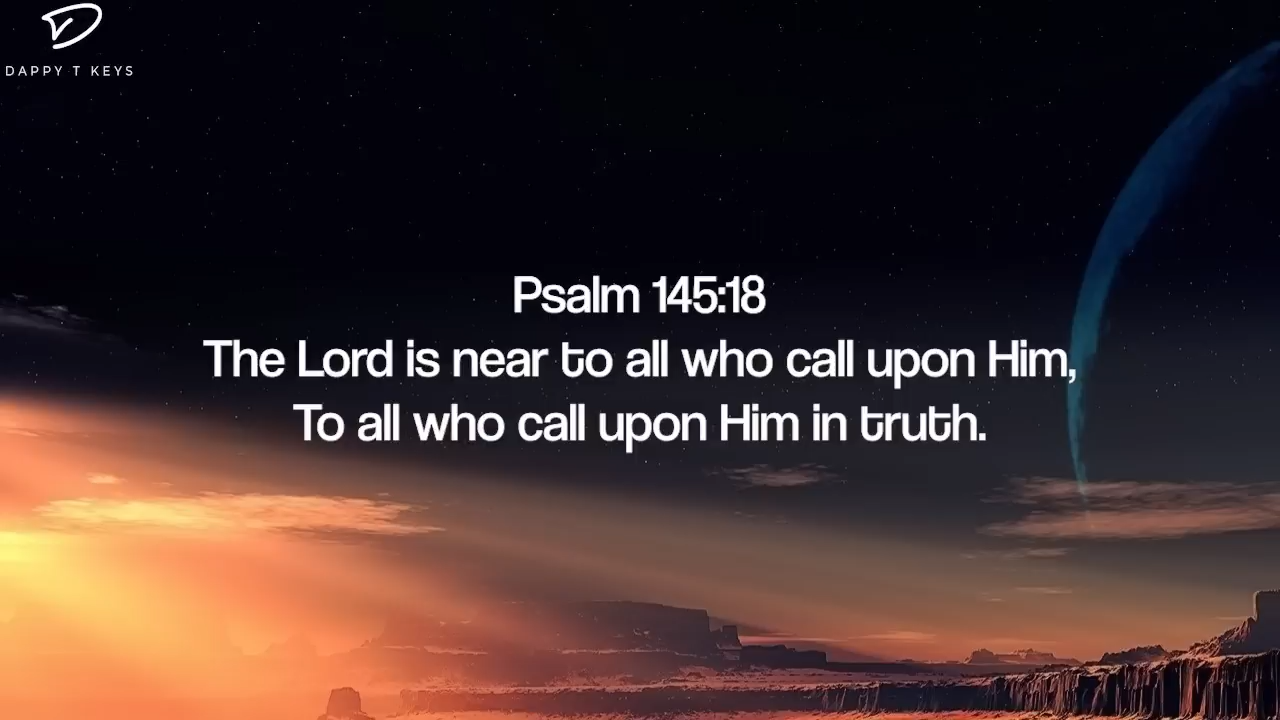 DAPPY T KEYS
Psalm 145:18
The Lord is near to all who call upon Him,
To all who call upon Him in truth.